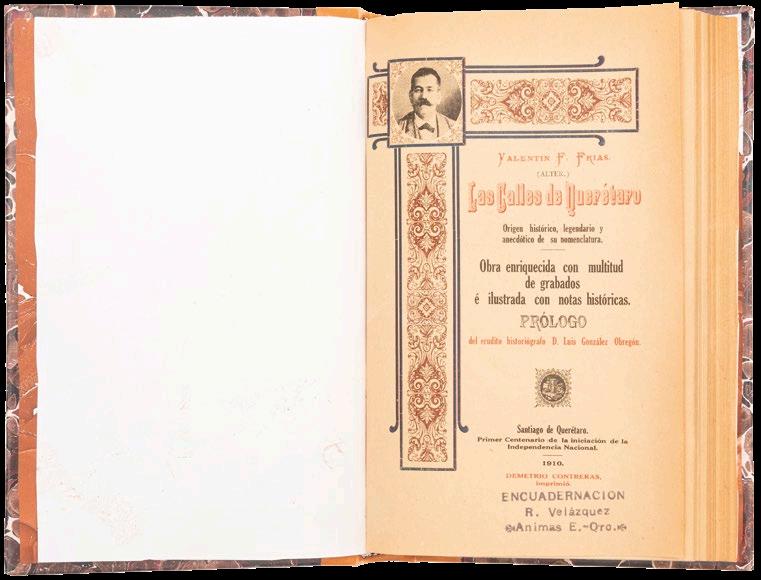 VALENTIN F. FRIAS.
(ALTER.)
Las Calles de Querétaro
Origen histórico, legendario y
anecdótico de su nomenclatura.
Obra enriquecida con multitud
de grabados
é ilustrada con notas históricas.
PRÓLOGO
del erudito historiógrafo D. Luis González Obregón.
Santiago de Querétaro.
Primer Centenario de la iniciación de la
Independencia Nacional.
1910.
DEMETRIO CONTRERAS,
imprimió.
ENCUADERNACION
R. Velázquez
Animas E.-Qro.